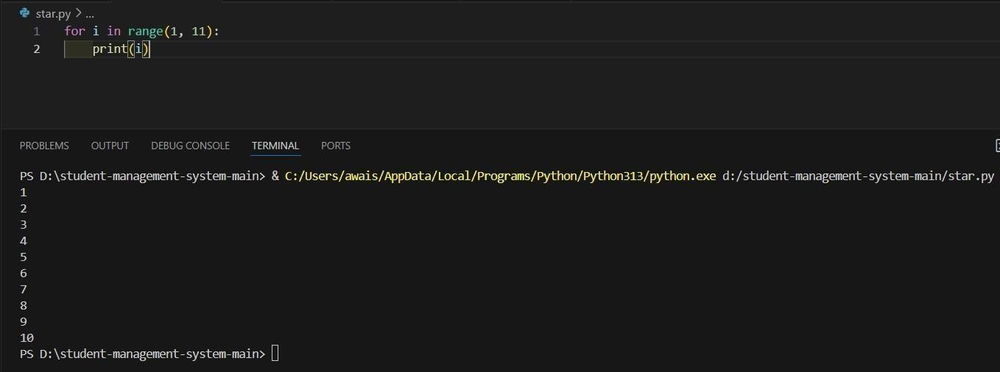 star.py > ...
1 for i in range(1, 11):
2     print(i)
PROBLEMS OUTPUT DEBUG CONSOLE TERMINAL PORTS
PS D:\student-management-system-main> & C:/Users/awais/AppData/Local/Programs/Python/Python313/python.exe d:/student-management-system-main/star.py
1
2
3
4
5
6
7
8
9
10
PS D:\student-management-system-main>